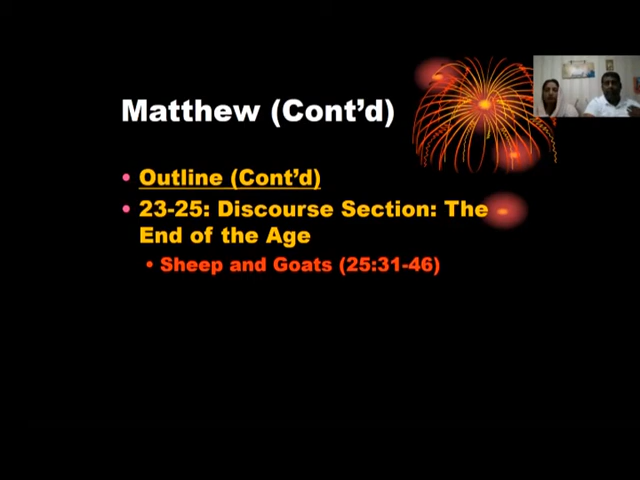 Matthew (Cont’d)
• Outline (Cont’d)
• 23-25: Discourse Section: The
End of the Age
• Sheep and Goats (25:31-46)